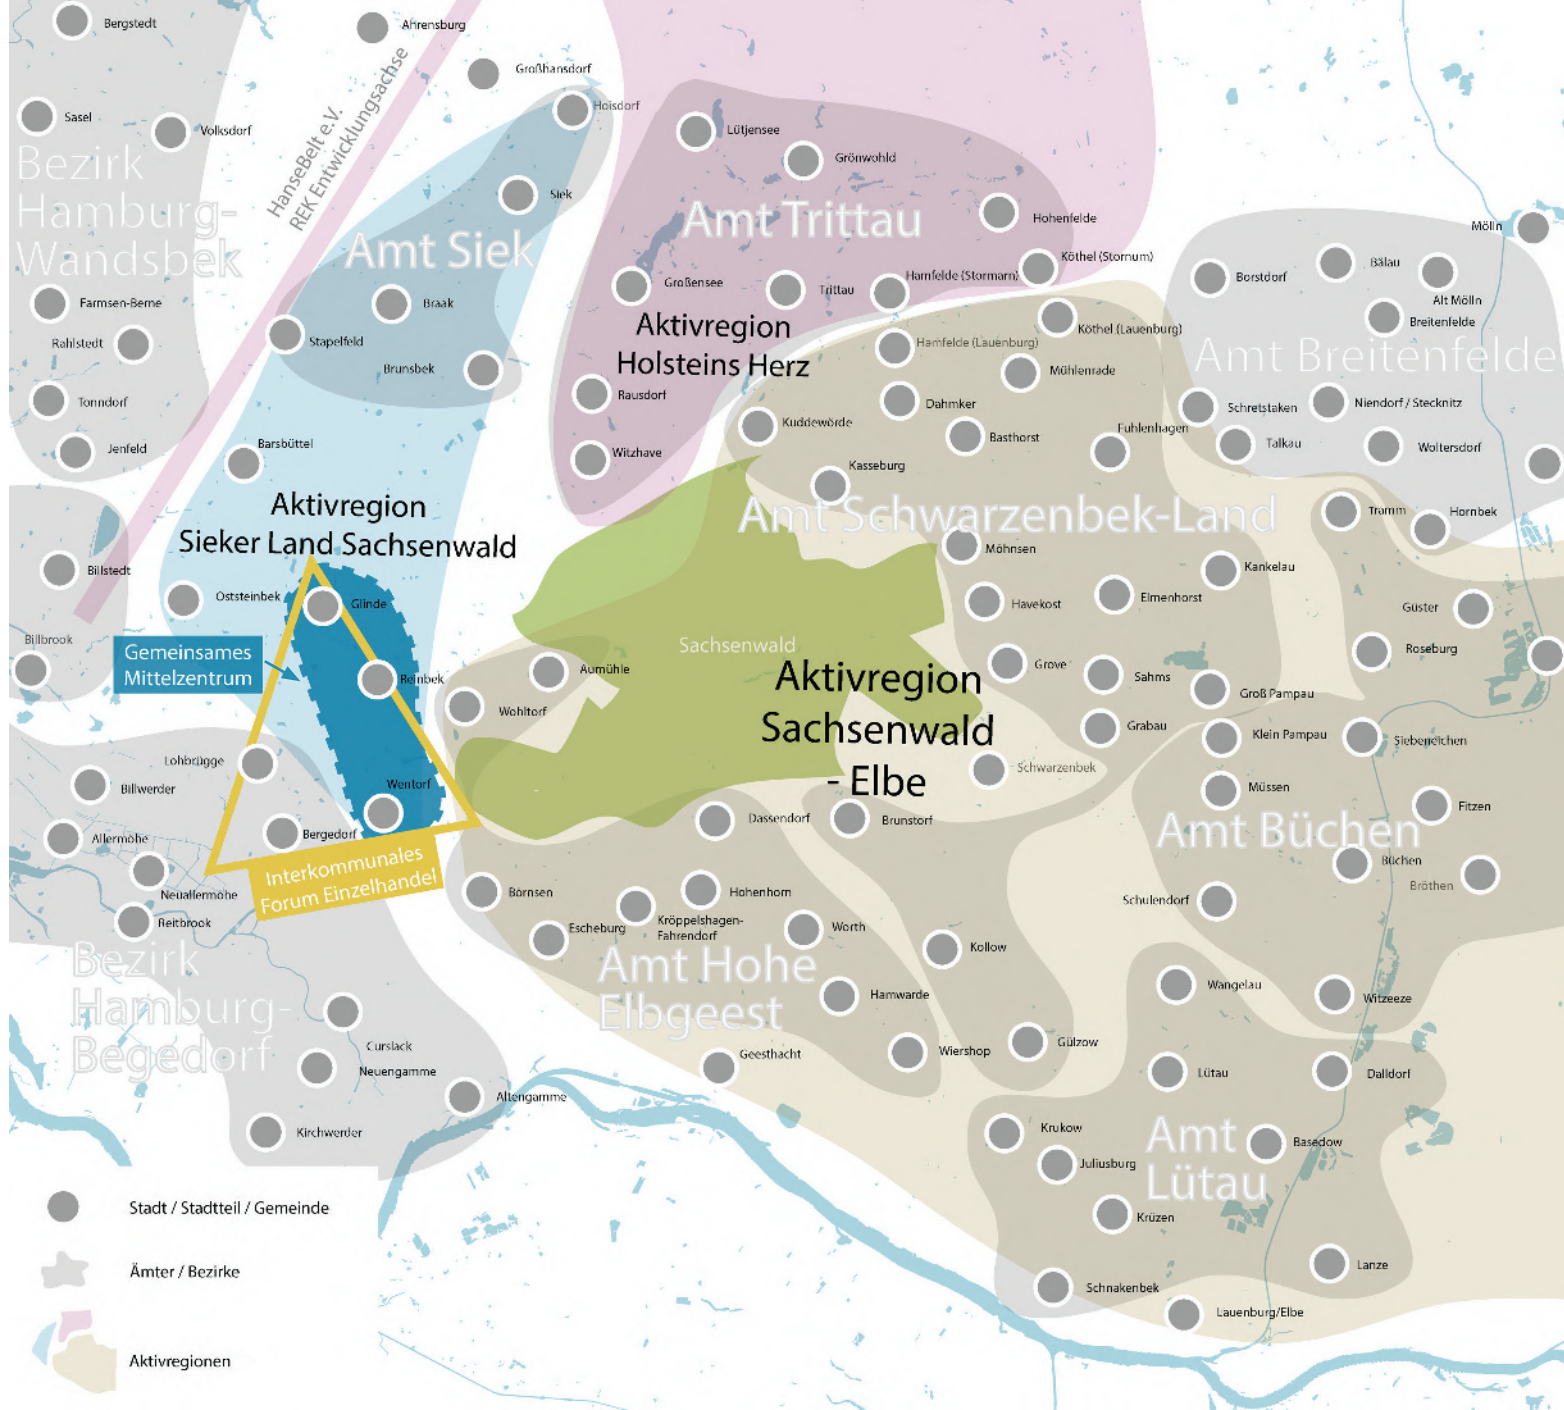 Bergstedt
Ahrensburg
Großhansdorf
Hoisdorf
Sasel
Volksdorf
Bezirk
Hamburg-
Wandsbek
HanseBelt e.V.
REK Entwicklungsachse
Lütjensee
Grönwohld
Siek
Amt Siek
Amt Trittau
Hohenfelde
Mölln
Köthel (Stornum)
Großensee
Trittau
Hamfelde (Stormarn)
Borstdorf
Bälau
Alt Mölln
Breitenfelde
Farmsen-Berne
Braak
Rahlstedt
Stapelfeld
Brunsbek
Aktivregion
Holsteins Herz
Hamfelde (Lauenburg)
Köthel (Lauenburg)
Amt Breitenfelde
Mühlenrade
Tonndorf
Rausdorf
Dahmker
Schretstaken
Niendorf / Stecknitz
Kuddewörde
Basthorst
Fuhlenhagen
Talkau
Woltersdorf
Jenfeld
Barsbüttel
Witzhave
Kasseburg
Aktivregion
Sieker Land Sachsenwald
Amt Schwarzenbek-Land
Tramm
Hornbek
Möhnsen
Kankelau
Billstedt
Oststeinbek
Glinde
Havekost
Elmenhorst
Güster
Billbrook
Gemeinsames
Mittelzentrum
Reinbek
Aumühle
Wohltorf
Sachsenwald
Aktivregion
Sachsenwald
- Elbe
Grove
Sahms
Groß Pampau
Roseburg
Grabau
Klein Pampau
Siebeneichen
Lohbrügge
Billwerder
Wentorf
Schwarzenbek
Müssen
Fitzen
Allermöhe
Bergedorf
Dassendorf
Brunstorf
Amt Büchen
Büchen
Bröthen
Interkommunales
Forum Einzelhandel
Neuallermöhe
Reitbrook
Börnsen
Hohenhorn
Kröppelshagen-
Fahrendorf
Escheburg
Worth
Kollow
Schulendorf
Bezirk
Hamburg-
Begedorf
Amt Hohe
Elbgeest
Hamwarde
Wangelau
Witzeeze
Curslack
Neuengamme
Geesthacht
Wiershop
Gülzow
Lütau
Dalldorf
Altengamme
Kirchwerder
Krukow
Juliusburg
Amt
Lütau
Basedow
Krüzen
Lanze
Schnakenbek
Lauenburg/Elbe
Stadt / Stadtteil / Gemeinde
Ämter / Bezirke
Aktivregionen